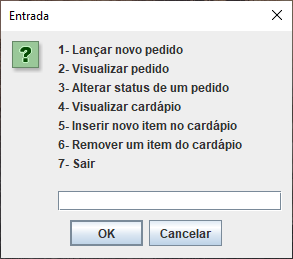 Entrada
?
1- Lançar novo pedido
2- Visualizar pedido
3- Alterar status de um pedido
4- Visualizar cardápio
5- Inserir novo item no cardápio
6- Remover um item do cardápio
7- Sair
OK Cancelar